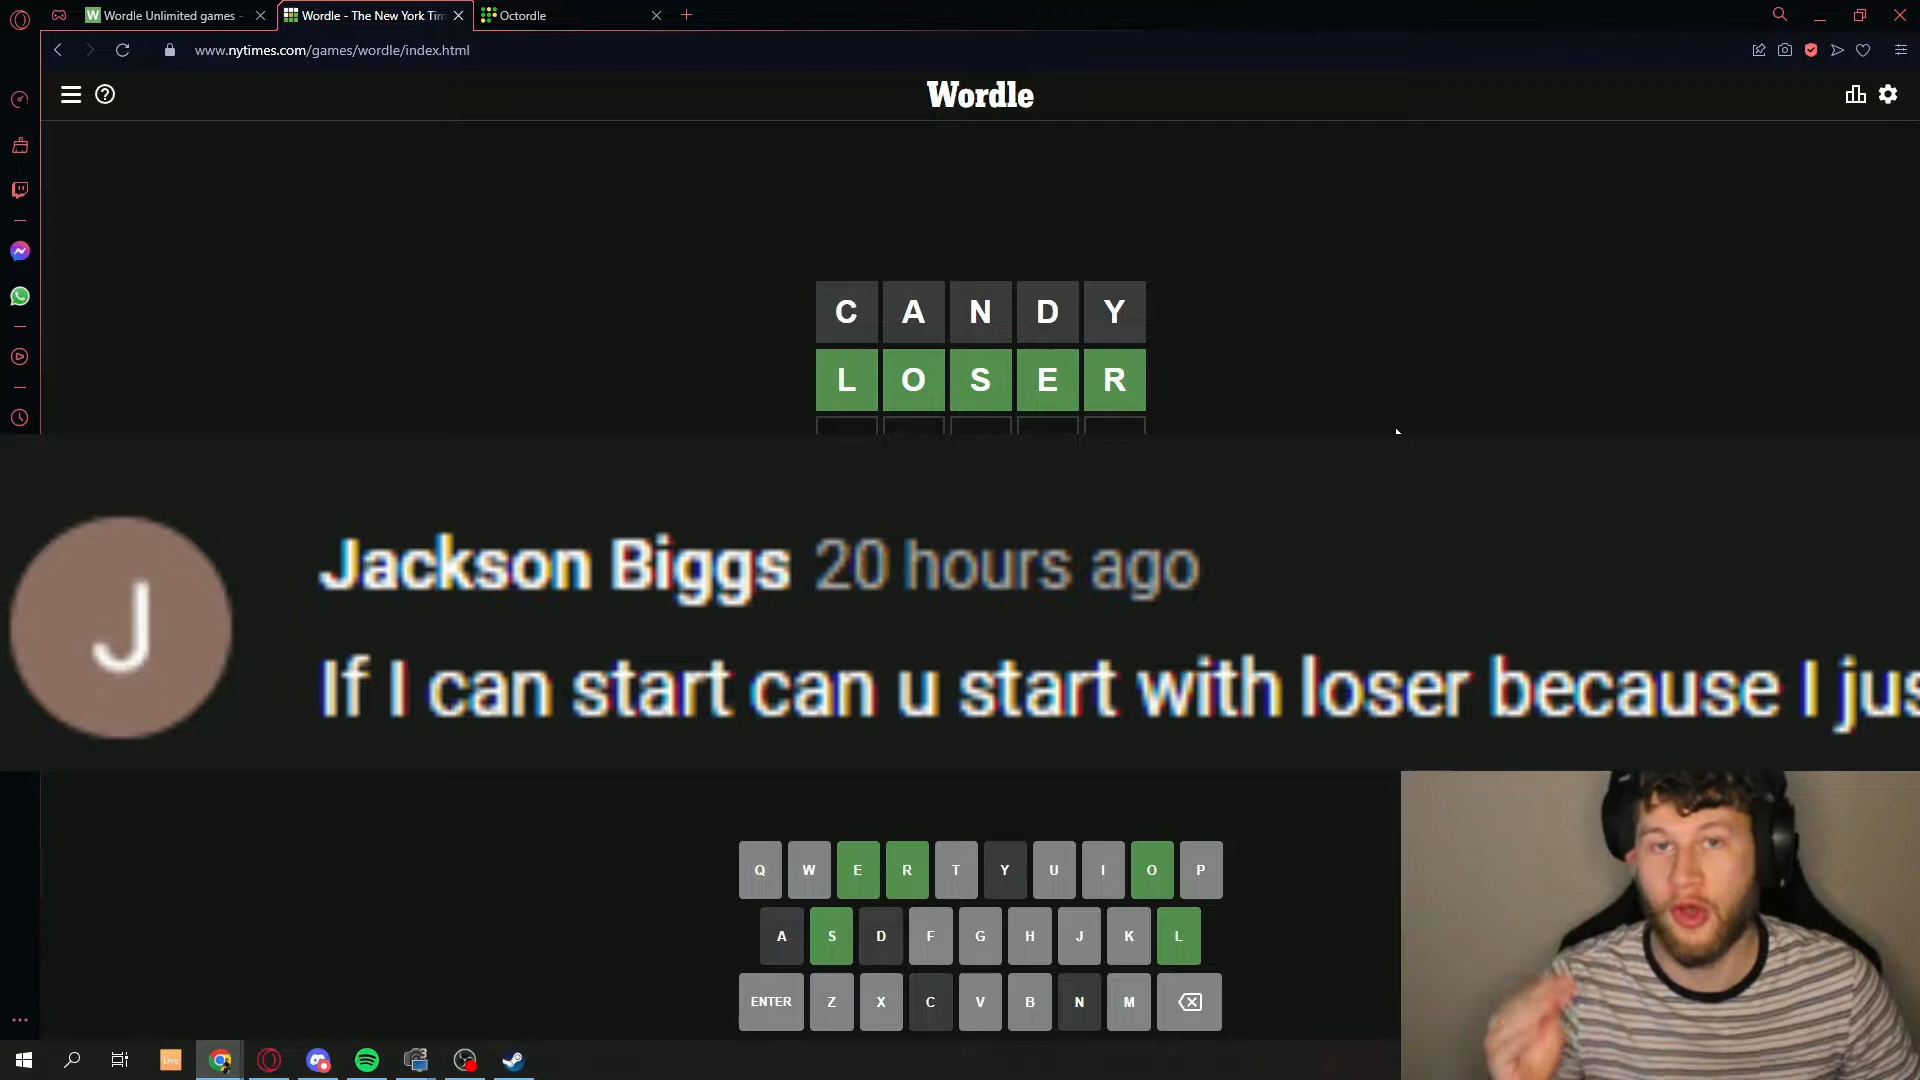 Wordle Unlimited games -
Wordle - The New York Tim
Octordle
www.nytimes.com/games/wordle/index.html
Wordle
C A N D Y
L O S E R
J
Jackson Biggs 20 hours ago
If I can start can u start with loser because I jus
Q W E R T Y U I O P
A S D F G H J K L
ENTER Z X C V B N M